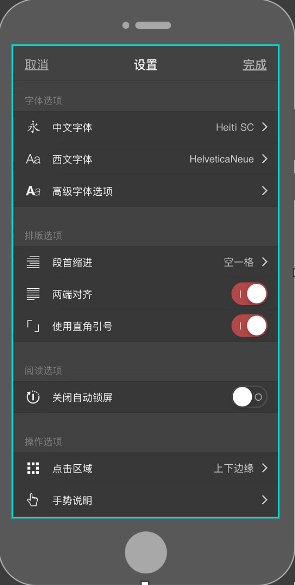 取消 设置 完成
字体选项
永 中文字体 Heiti SC
Aa 西文字体 HelveticaNeue
Aa 高级字体选项
排版选项
段首缩进 空一格
两端对齐
「」 使用直角引号
阅读选项
关闭自动锁屏
操作选项
点击区域 上下边缘
手势说明